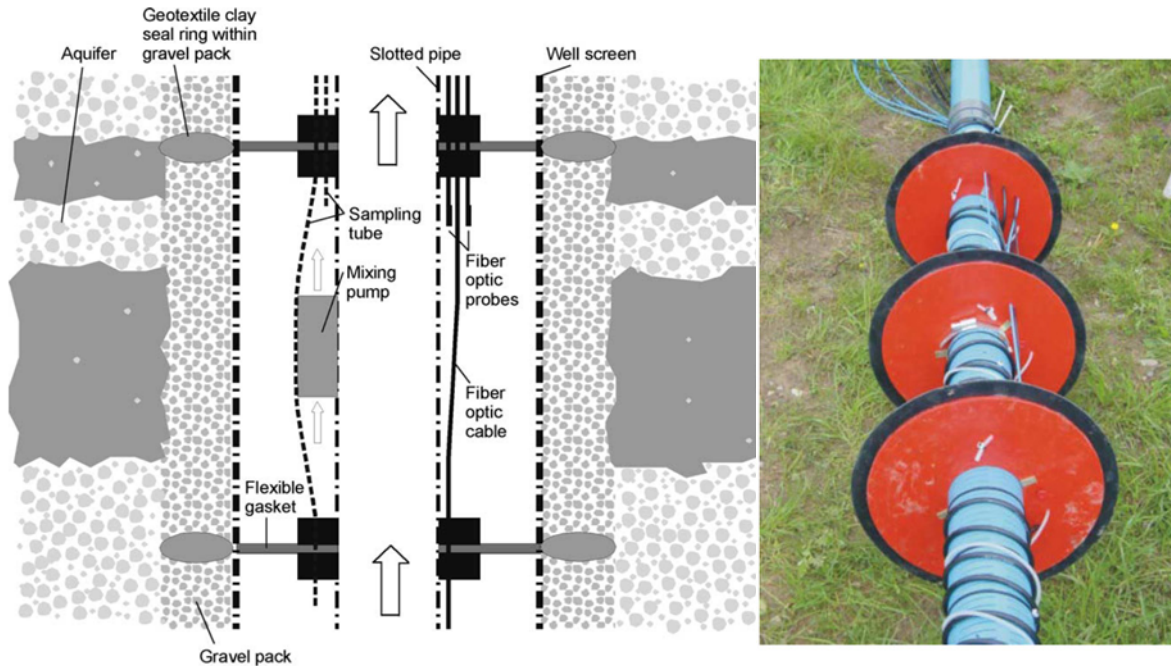 Geotextile clay
seal ring within
gravel pack
Aquifer
Slotted pipe
Well screen
Sampling
tube
Mixing
pump
Fiber
optic
probes
Fiber
optic
cable
Flexible
gasket
Gravel pack